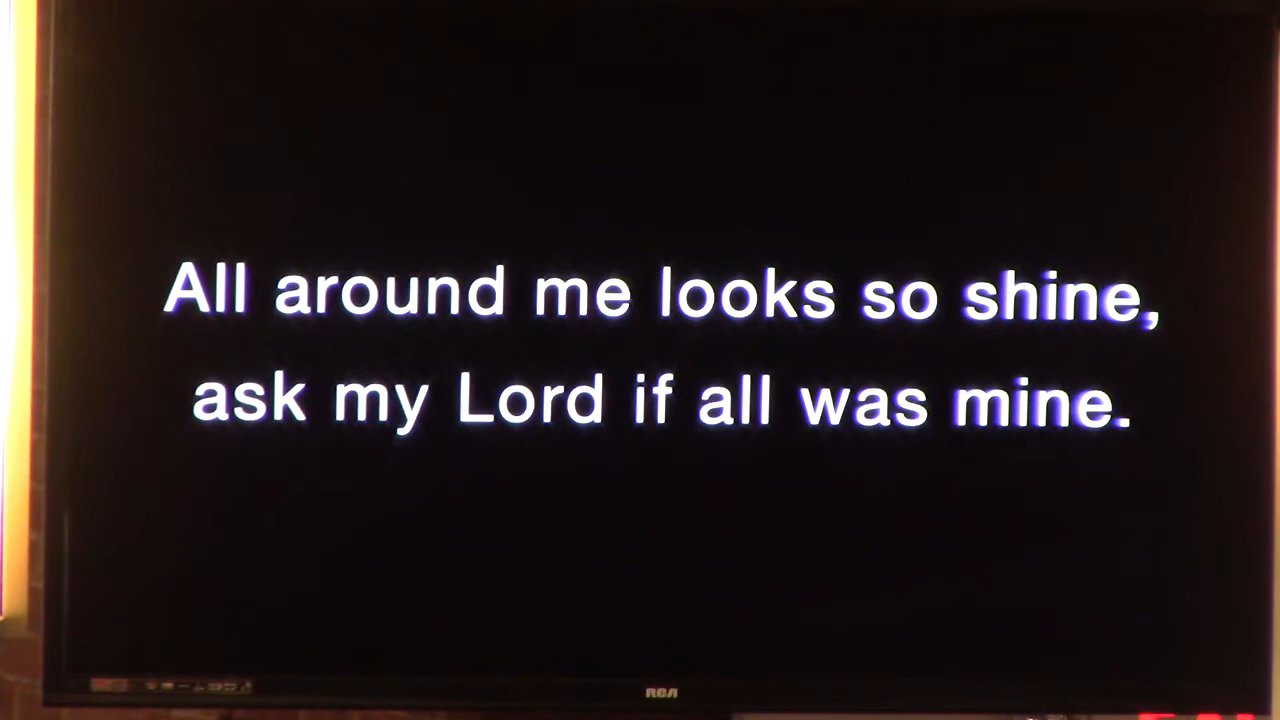 All around me looks so shine,
ask my Lord if all was mine.
RCA